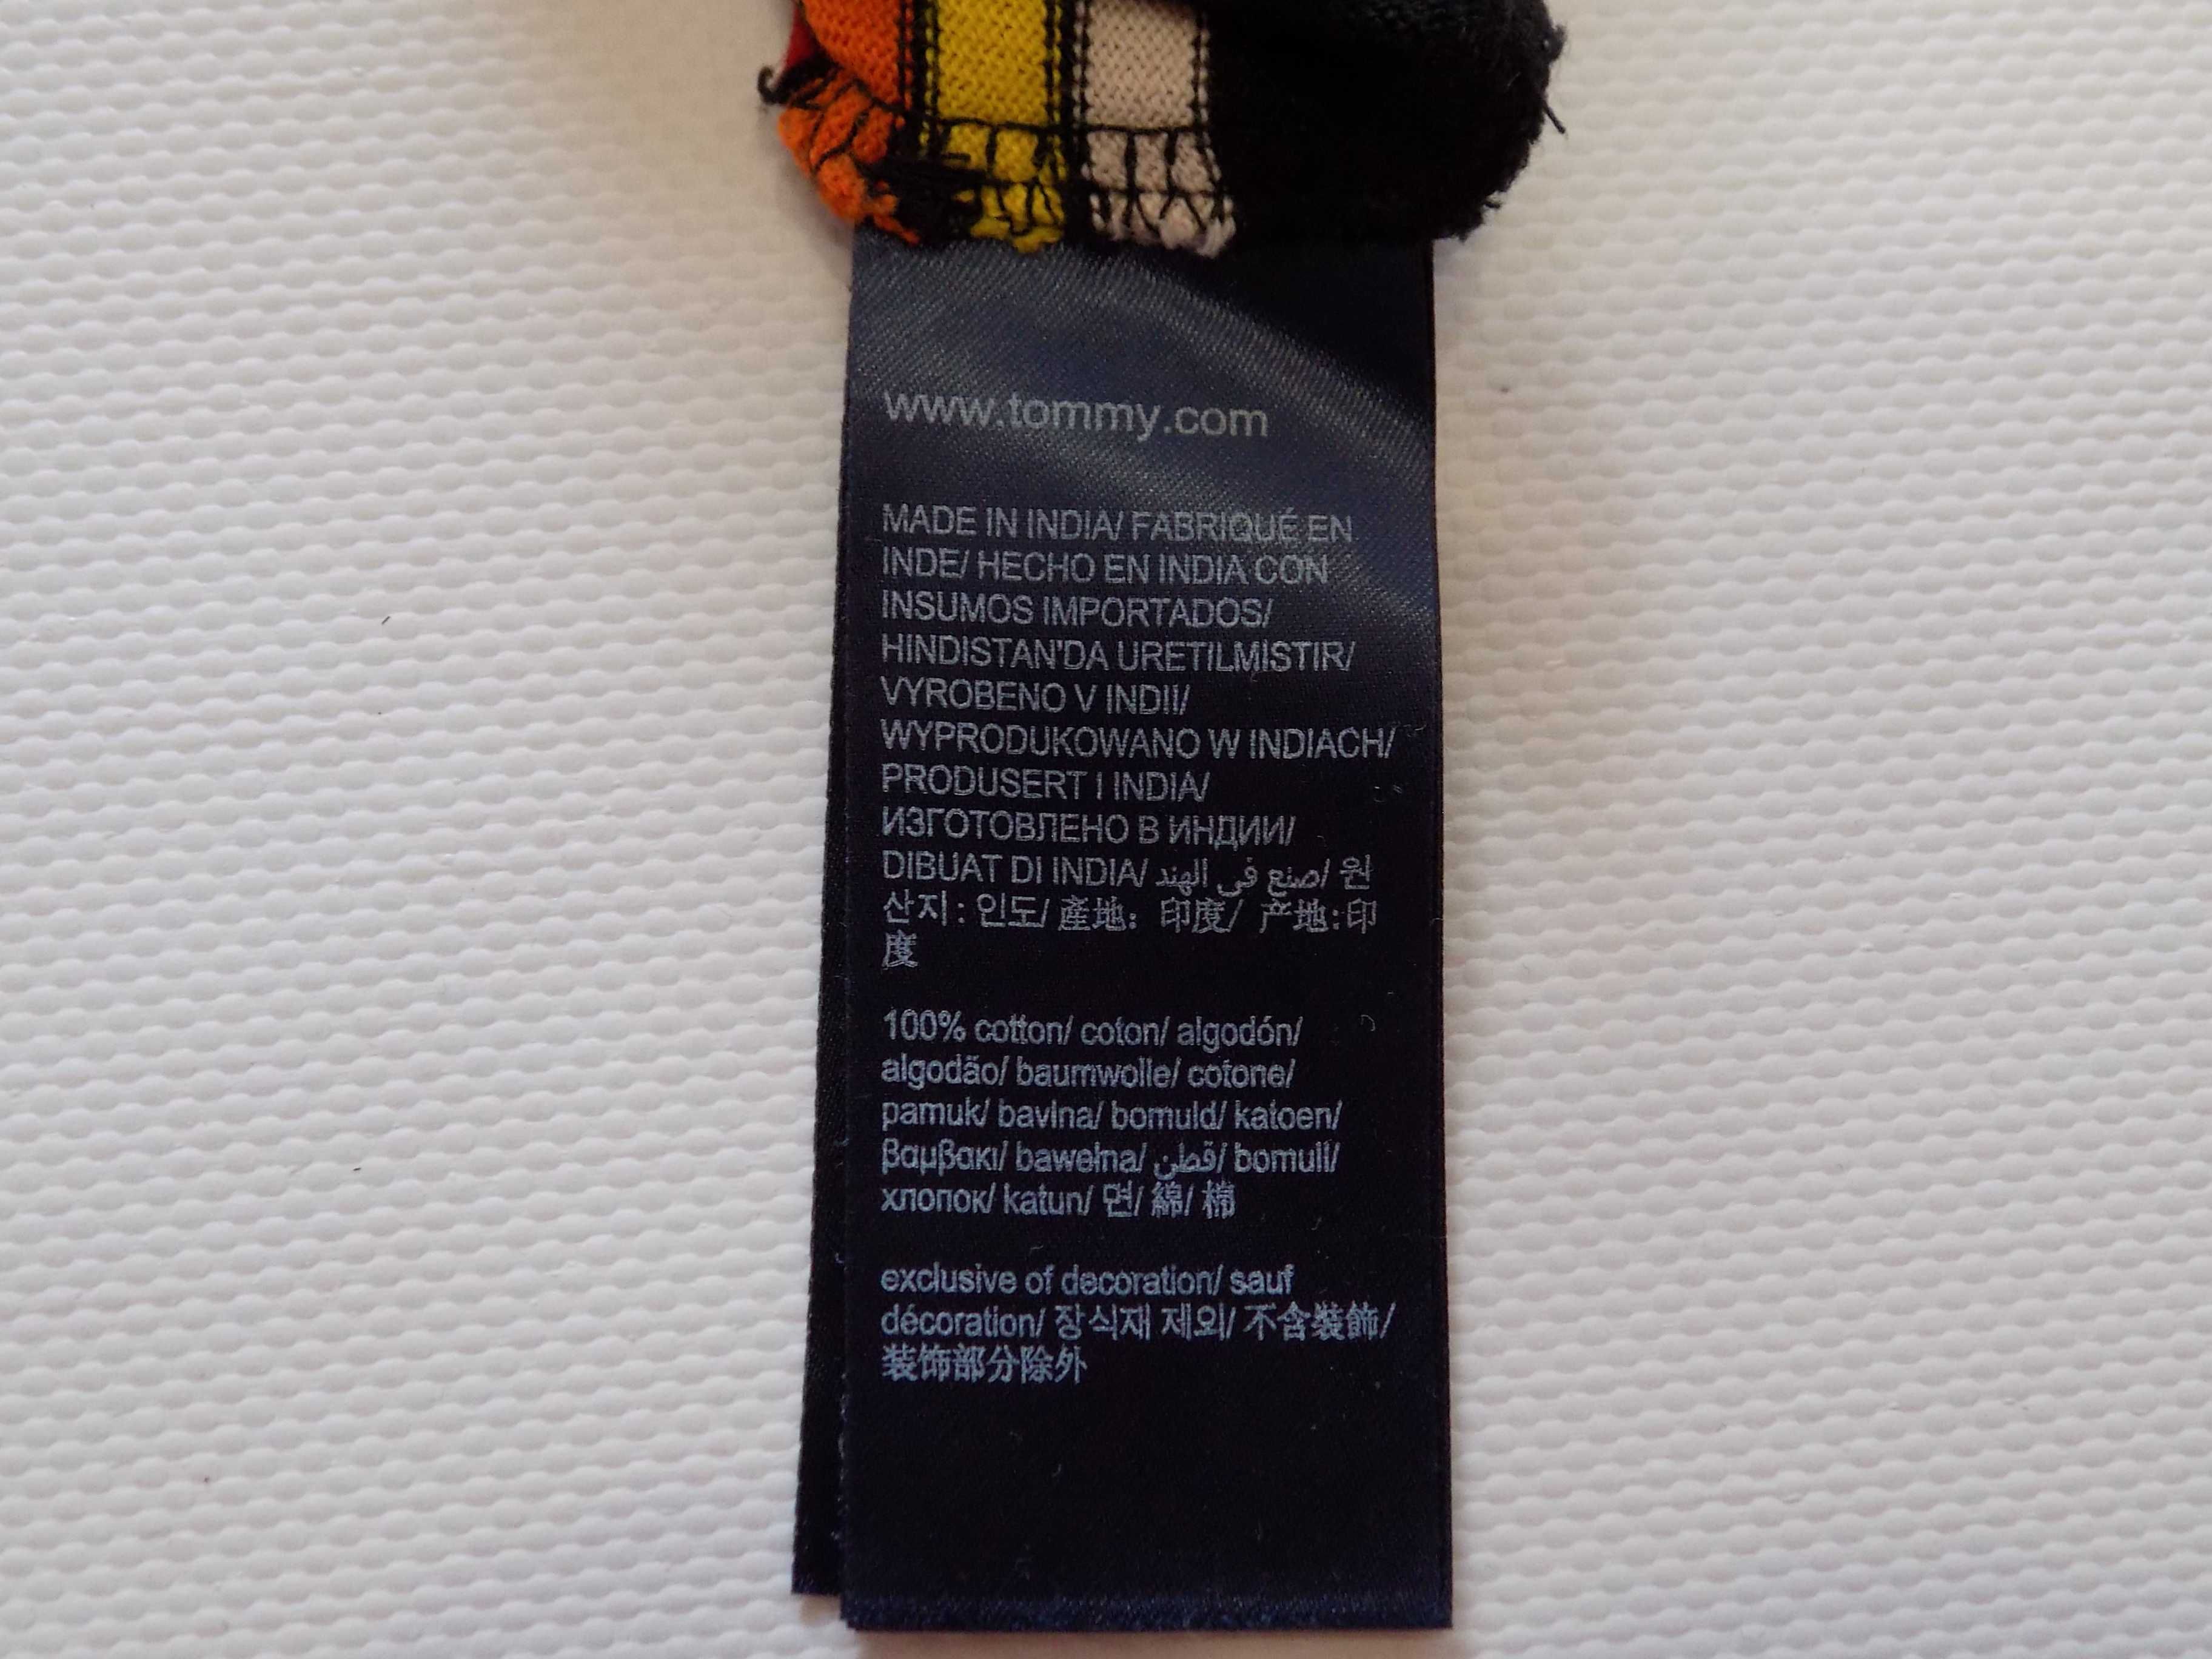 www.tommy.com
MADE IN INDIA/ FABRIQUÉ EN
INDE/ HECHO EN INDIA CON
INSUMOS IMPORTADOS/
HINDISTAN'DA URETILMISTIR/
VYROBENO V INDII/
WYPRODUKOWANO W INDIACH/
PRODUSERT I INDIA/
ИЗГОТОВЛЕНО В ИНДИИ/
DIBUAT DI INDIA/ صنع في الهند/ 원
산지: 인도/ 產地: 印度/ 产地:印
度
100% cotton/ coton/ algodón/
algodão/ baumwolle/ cotone/
pamuk/ bavlna/ bomuld/ katoen/
βαμβακι/ bawełna/ قطن/ bomull/
хлопок/ katun/ 면/ 綿/ 棉
exclusive of decoration/ sauf
décoration/ 장식재 제외/ 不含裝飾/
装饰部分除外